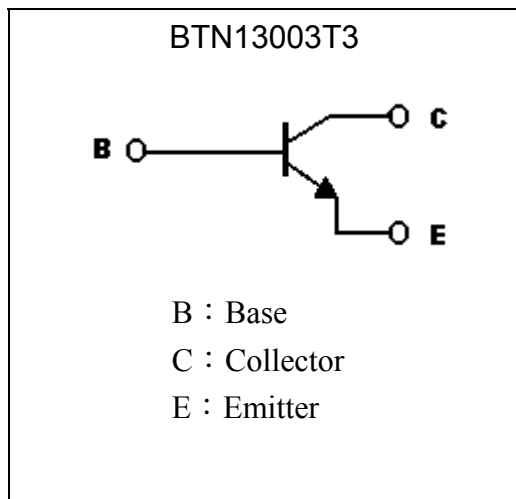 BTN13003T3
C
B
E
B：Base
C：Collector
E：Emitter